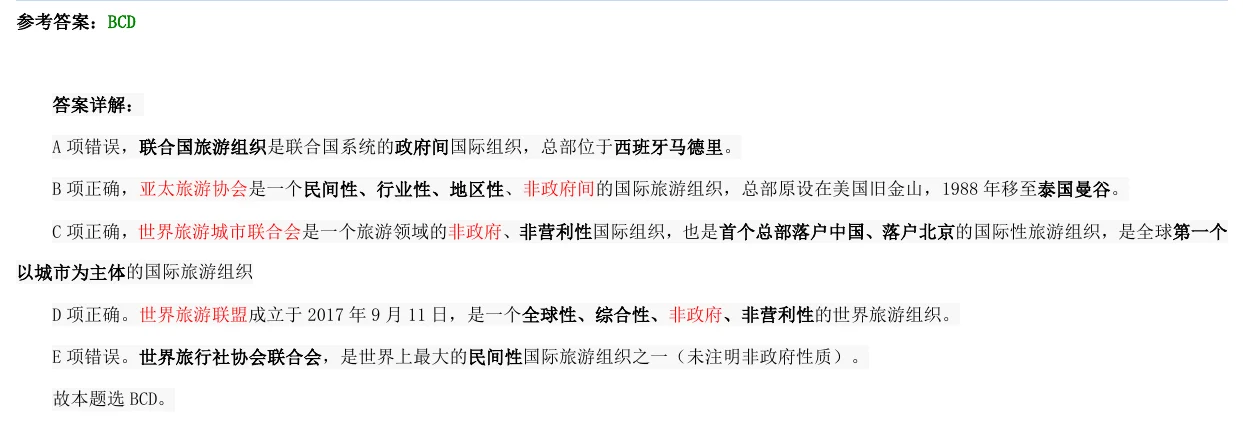 参考答案：BCD
答案详解：
A 项错误，联合国旅游组织是联合国系统的政府间国际组织，总部位于西班牙马德里。
B 项正确，亚太旅游协会是一个民间性、行业性、地区性、非政府间的国际旅游组织，总部原设在美国旧金山，1988 年移至泰国曼谷。
C 项正确，世界旅游城市联合会是一个旅游领域的非政府、非营利性国际组织，也是首个总部落户中国、落户北京的国际性旅游组织，是全球第一个
以城市为主体的国际旅游组织
D 项正确。世界旅游联盟成立于 2017 年 9 月 11 日，是一个全球性、综合性、非政府、非营利性的世界旅游组织。
E 项错误。世界旅行社协会联合会，是世界上最大的民间性国际旅游组织之一（未注明非政府性质）。
故本题选 BCD。